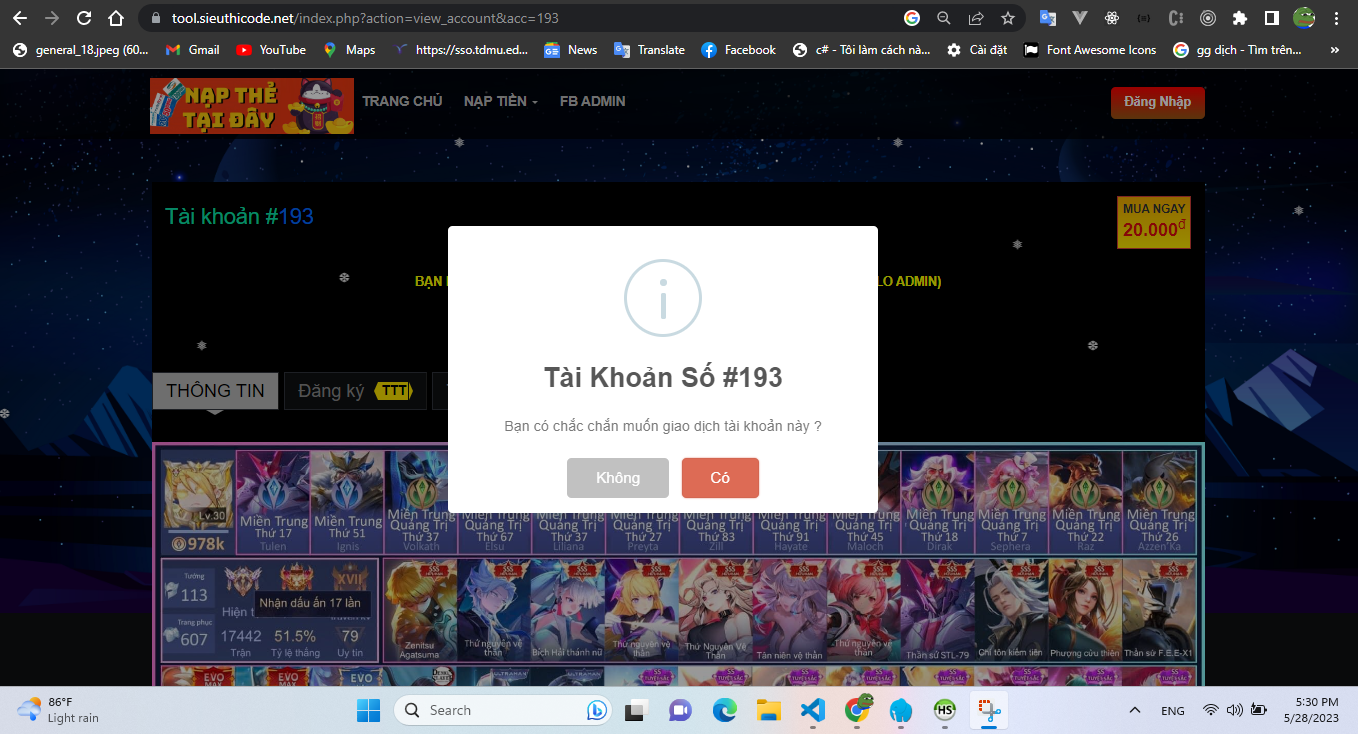 tool.sieuthicode.net/index.php?action=view_account&acc=193
general_18.jpeg (60... Gmail YouTube Maps https://sso.tdmu.ed... News Translate Facebook c# - Tôi làm cách nà... Cài đặt Font Awesome Icons gg dịch - Tìm trên... »
NẠP THẺ
TẠI ĐÂY
TRANG CHỦ NẠP TIỀN FB ADMIN Đăng Nhập
Tài khoản #193
MUA NGAY
20.000đ
BẠN
LO ADMIN)
Tài Khoản Số #193
THÔNG TIN Đăng ký TTT
Bạn có chắc chắn muốn giao dịch tài khoản này ?
Không Có
Lv.30
978k
Miền Trung
Thứ 17
Tulen
Miền Trung
Thứ 51
Ignis
Miền Trung
Quảng Trị
Thứ 37
Volkath
Miền Trung
Quảng Trị
Thứ 67
Elsu
Miền Trung
Quảng Trị
Thứ 37
Liliana
Miền Trung
Quảng Trị
Thứ 27
Preyta
Miền Trung
Quảng Trị
Thứ 83
Zill
Miền Trung
Quảng Trị
Thứ 91
Hayate
Miền Trung
Quảng Trị
Thứ 45
Maloch
Miền Trung
Quảng Trị
Thứ 18
Dirak
Miền Trung
Quảng Trị
Thứ 7
Sephera
Miền Trung
Quảng Trị
Thứ 22
Raz
Miền Trung
Quảng Trị
Thứ 26
Azzen'Ka
Tướng
113
Trang phục
607
XVII
Hiện t
Nhận dấu ấn 17 lần
17442
Trận
51.5%
Tỷ lệ thắng
79
Uy tín
Zenitsu
Agatsuma
Thứ nguyên vệ
thần
Bích Hải thánh nữ
Thứ nguyên vệ
thần
Thứ Nguyên Vệ
Thần
Tân niên vệ thần
Thứ nguyên vệ
thần
Thần sứ STL-79
Chí tôn kiếm tiên
Phượng cửu thiên
Thần sứ F.E.E-X1
EVO EVO EVO
86°F
Light rain
Search
HS
ENG
5:30 PM
5/28/2023